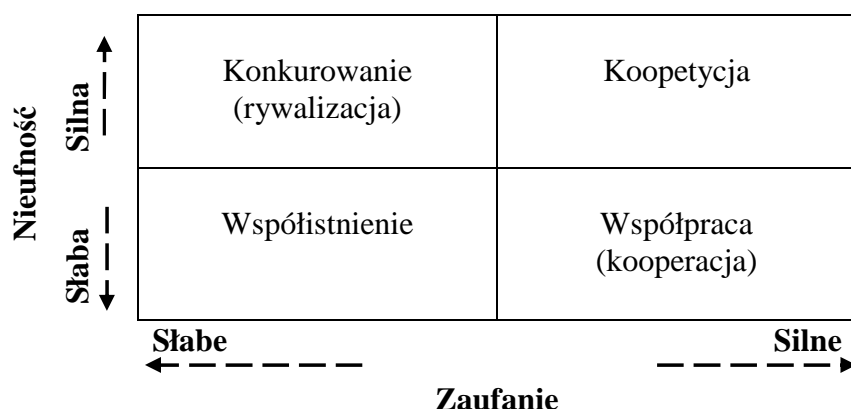 Konkurowanie
(rywalizacja)
Koopetycja
Współistnienie
Współpraca
(kooperacja)
Nieufność
Silna
Słaba
Słabe
Silne
Zaufanie